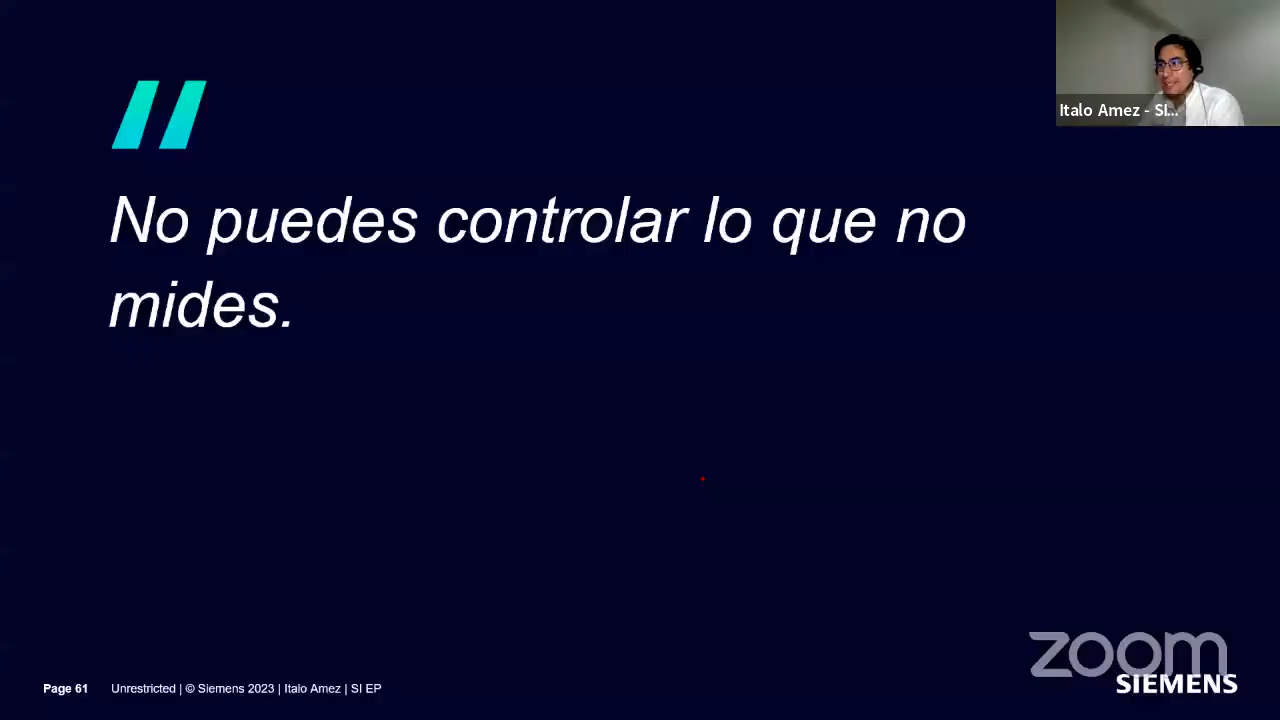 Italo Amez - SI...
No puedes controlar lo que no
mides.
zoom
SIEMENS
Page 61 Unrestricted | © Siemens 2023 | Italo Amez | SI EP